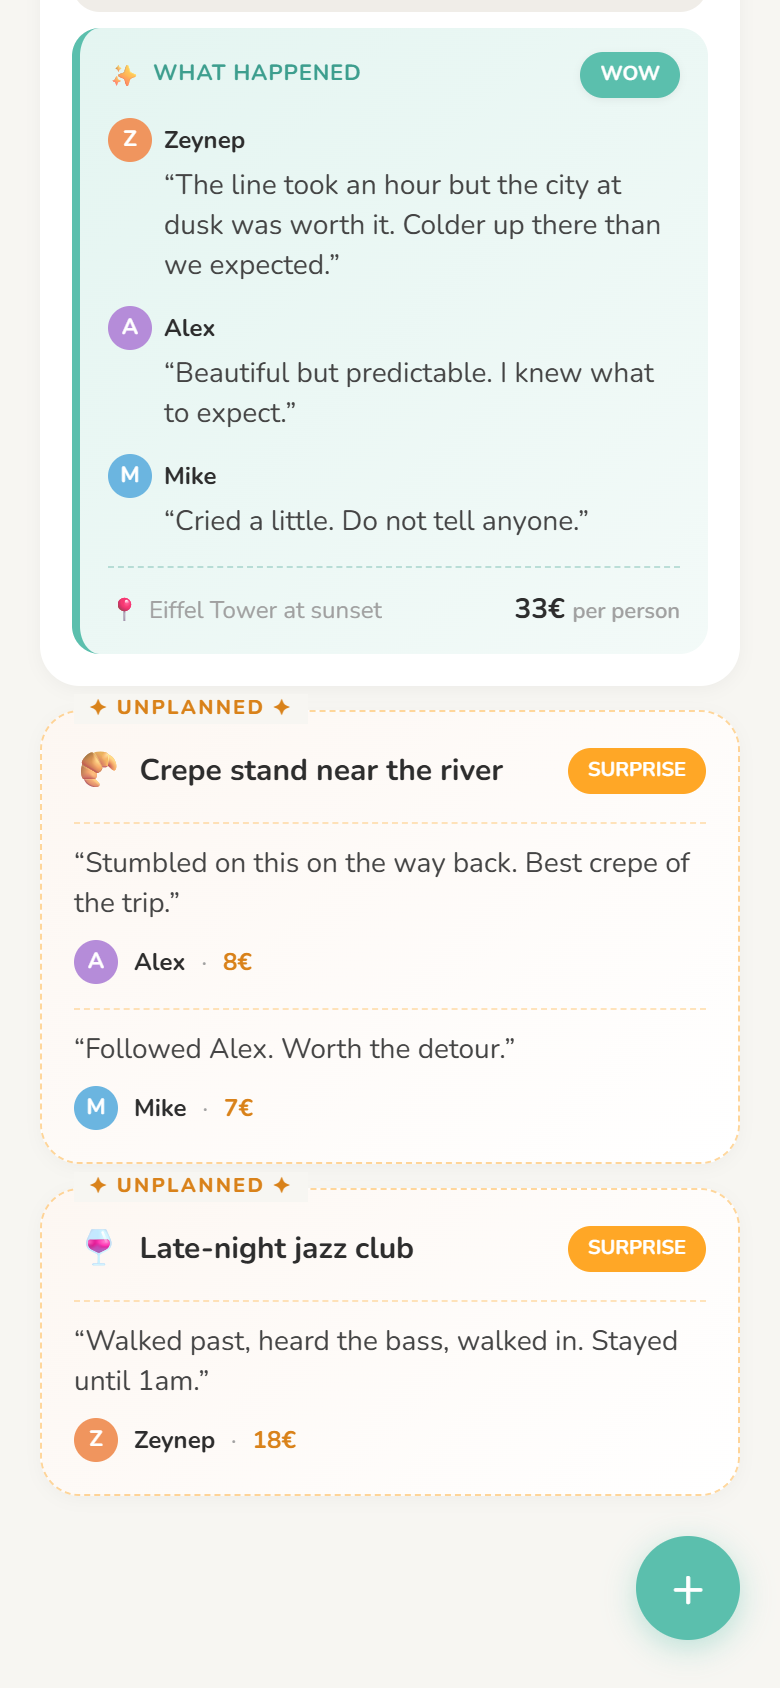 WHAT HAPPENED
WOW
Z
Zeynep
“The line took an hour but the city at
dusk was worth it. Colder up there than
we expected.”
A
Alex
“Beautiful but predictable. I knew what
to expect.”
M
Mike
“Cried a little. Do not tell anyone.”
Eiffel Tower at sunset
33€ per person
✦ UNPLANNED ✦
Crepe stand near the river
SURPRISE
“Stumbled on this on the way back. Best crepe of
the trip.”
A
Alex · 8€
“Followed Alex. Worth the detour.”
M
Mike · 7€
✦ UNPLANNED ✦
Late-night jazz club
SURPRISE
“Walked past, heard the bass, walked in. Stayed
until 1am.”
Z
Zeynep · 18€
+